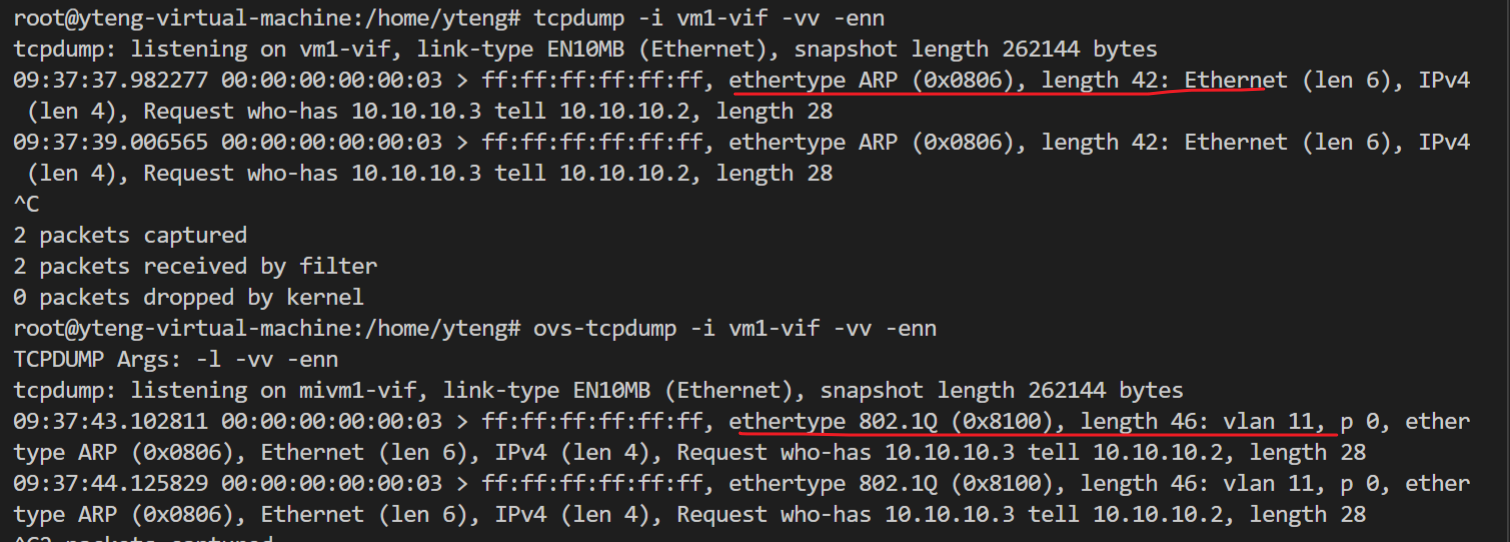 root@yteng-virtual-machine:/home/yteng# tcpdump -i vm1-vif -vv -enn
tcpdump: listening on vm1-vif, link-type EN10MB (Ethernet), snapshot length 262144 bytes
09:37:37.982277 00:00:00:00:00:03 > ff:ff:ff:ff:ff:ff, ethertype ARP (0x0806), length 42: Ethernet (len 6), IPv4
 (len 4), Request who-has 10.10.10.3 tell 10.10.10.2, length 28
09:37:39.006565 00:00:00:00:00:03 > ff:ff:ff:ff:ff:ff, ethertype ARP (0x0806), length 42: Ethernet (len 6), IPv4
 (len 4), Request who-has 10.10.10.3 tell 10.10.10.2, length 28
^C
2 packets captured
2 packets received by filter
0 packets dropped by kernel
root@yteng-virtual-machine:/home/yteng# ovs-tcpdump -i vm1-vif -vv -enn
TCPDUMP Args: -l -vv -enn
tcpdump: listening on mivm1-vif, link-type EN10MB (Ethernet), snapshot length 262144 bytes
09:37:43.102811 00:00:00:00:00:03 > ff:ff:ff:ff:ff:ff, ethertype 802.1Q (0x8100), length 46: vlan 11, p 0, ether
type ARP (0x0806), Ethernet (len 6), IPv4 (len 4), Request who-has 10.10.10.3 tell 10.10.10.2, length 28
09:37:44.125829 00:00:00:00:00:03 > ff:ff:ff:ff:ff:ff, ethertype 802.1Q (0x8100), length 46: vlan 11, p 0, ether
type ARP (0x0806), Ethernet (len 6), IPv4 (len 4), Request who-has 10.10.10.3 tell 10.10.10.2, length 28
^C2 packets captured